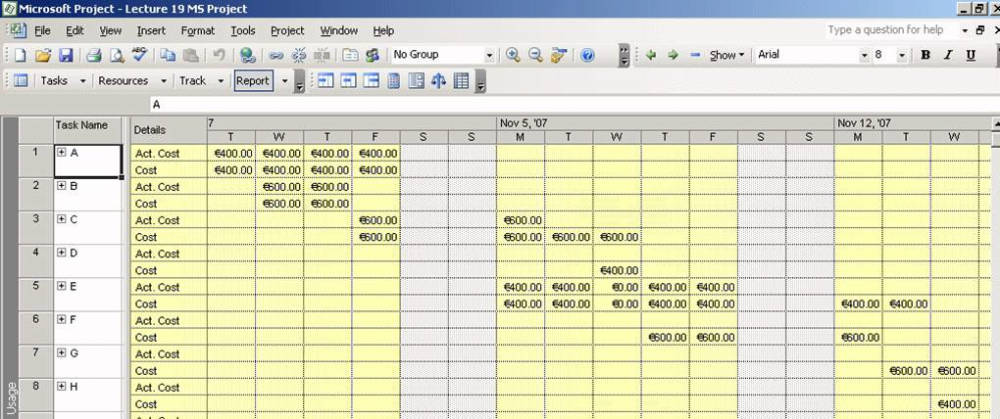 Microsoft Project - Lecture 19 MS Project
File Edit View Insert Format Tools Project Window Help Type a question for help
No Group Show Arial 8 B I U
Tasks Resources Track Report
A
Task Name Details 7 Nov 5, '07 Nov 12, '07
T W T F S S M T W T F S S M T W
1 A Act. Cost €400.00 €400.00 €400.00 €400.00
Cost €400.00 €400.00 €400.00 €400.00
2 B Act. Cost €600.00 €600.00
Cost €600.00 €600.00
3 C Act. Cost €600.00 €600.00
Cost €600.00 €600.00 €600.00 €600.00
4 D Act. Cost
Cost €400.00
5 E Act. Cost €400.00 €400.00 €0.00 €400.00 €400.00
Cost €400.00 €400.00 €0.00 €400.00 €400.00 €400.00 €400.00
6 F Act. Cost
Cost €600.00 €600.00 €600.00
7 G Act. Cost
Cost €600.00 €600.00
8 H Act. Cost
Cost €400.00
Usage